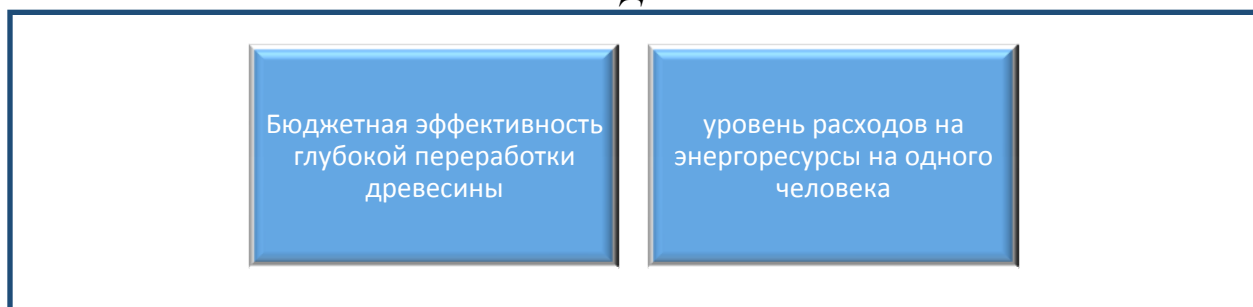 Бюджетная эффективность
глубокой переработки
древесины
уровень расходов на
энергоресурсы на одного
человека